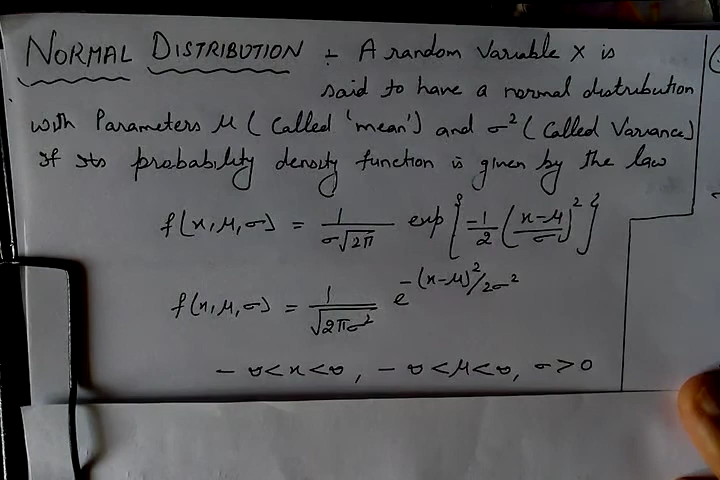 NORMAL DISTRIBUTION ÷ A random Variable X is
said to have a normal distribution
with Parameters μ (Called 'mean') and σ² (Called Variance)
If its probability density function is given by the law
f(x, μ, σ) = 1/(σ√2π) exp{-1/2 ((x-μ)/σ)²}
f(x, μ, σ) = 1/√(2πσ²) e^-(x-μ)²/2σ²
- ∞ < x < ∞, - ∞ < μ < ∞, σ > 0